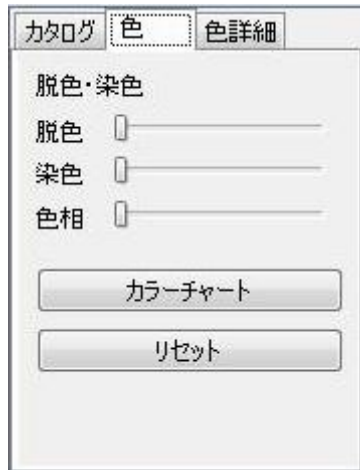 カタログ 色 色詳細
脱色・染色
脱色
染色
色相
カラーチャート
リセット